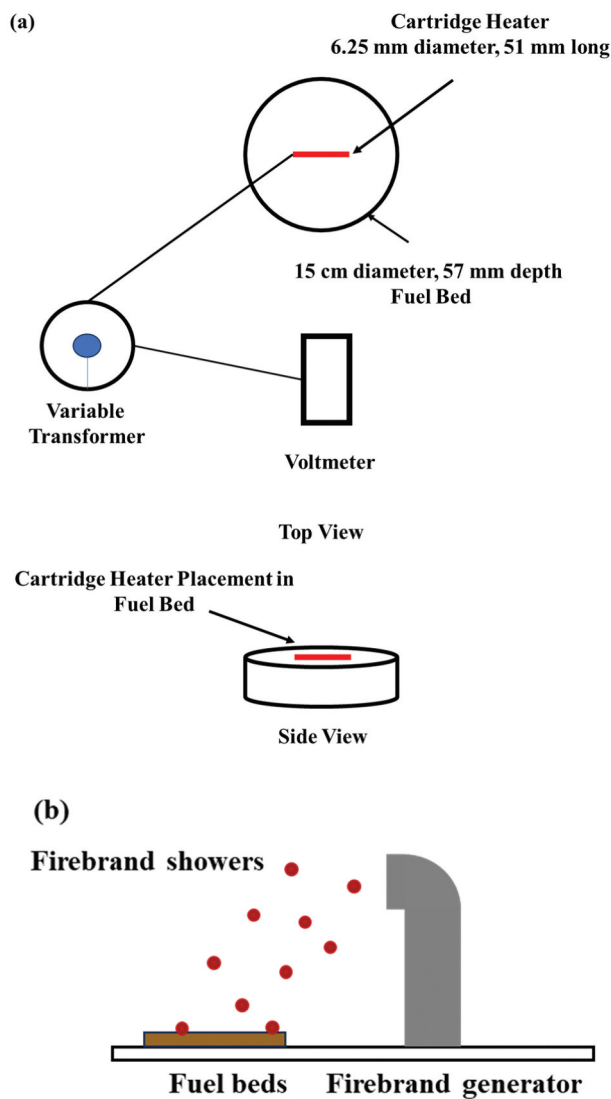 (a)
Cartridge Heater
6.25 mm diameter, 51 mm long
15 cm diameter, 57 mm depth
Fuel Bed
Variable
Transformer
Voltmeter
Top View
Cartridge Heater Placement in
Fuel Bed
Side View
(b)
Firebrand showers
Fuel beds
Firebrand generator